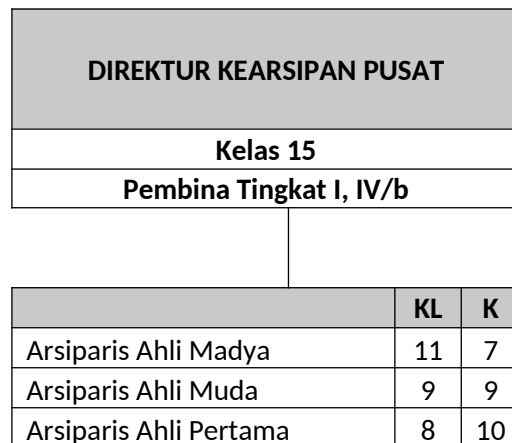 DIREKTUR KEARSIPAN PUSAT
Kelas 15
Pembina Tingkat I, IV/b
KL K
Arsiparis Ahli Madya 11 7
Arsiparis Ahli Muda 9 9
Arsiparis Ahli Pertama 8 10